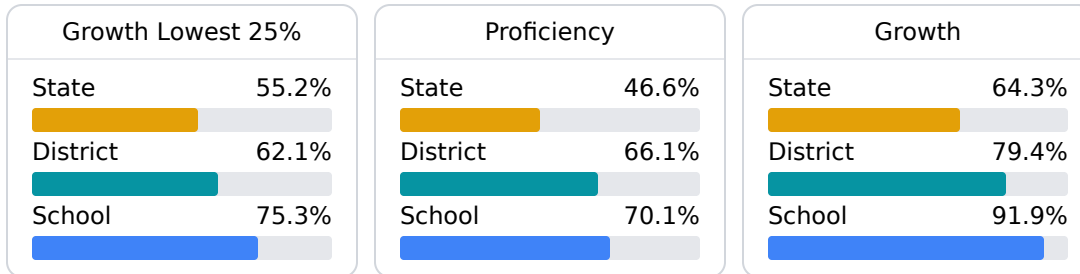 Growth Lowest 25%
State 55.2%
District 62.1%
School 75.3%
Proficiency
State 46.6%
District 66.1%
School 70.1%
Growth
State 64.3%
District 79.4%
School 91.9%